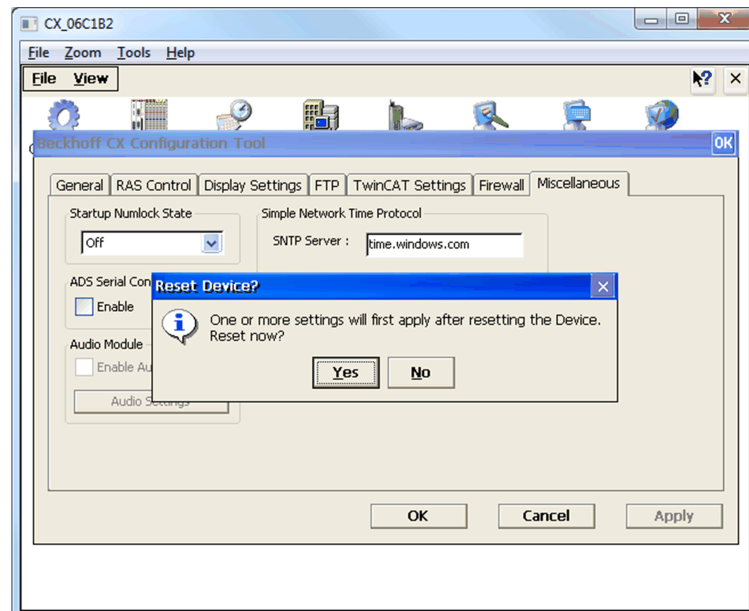 CX_06C1B2
File Zoom Tools Help
File View
Beckhoff CX Configuration Tool
OK
General RAS Control Display Settings FTP TwinCAT Settings Firewall Miscellaneous
Startup Numlock State
Off
Simple Network Time Protocol
SNTP Server : time.windows.com
ADS Serial Con
Enable
Reset Device?
One or more settings will first apply after resetting the Device.
Reset now?
Yes No
Audio Module
Enable Au
Audio Settings
OK Cancel Apply